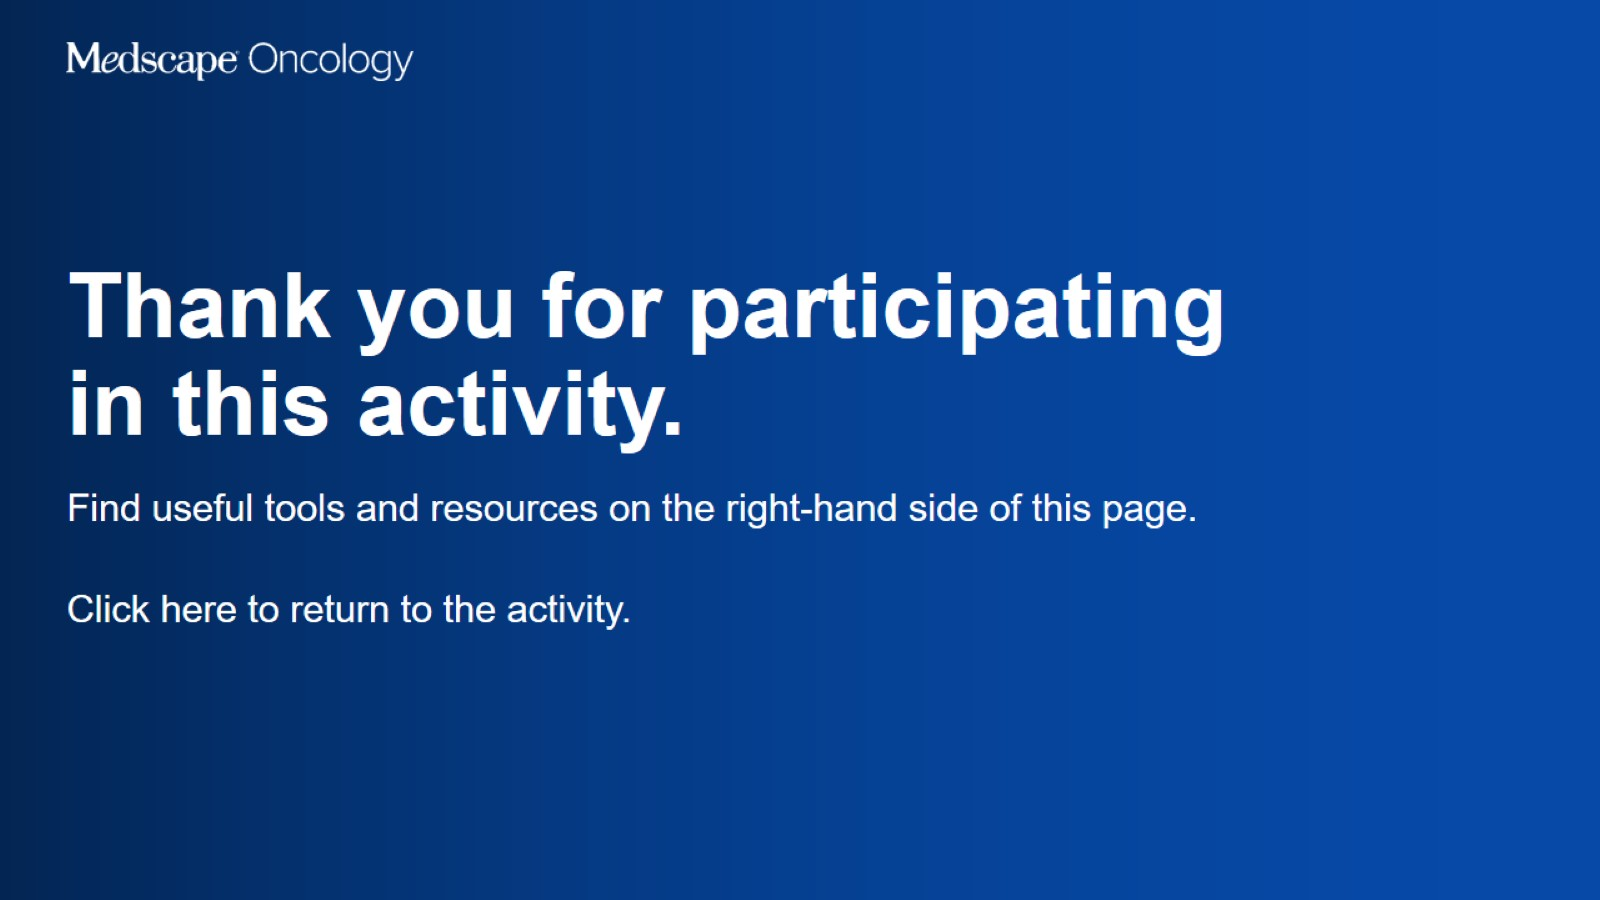 Medscape Oncology
Thank you for participating
in this activity.
Find useful tools and resources on the right-hand side of this page.
Click here to return to the activity.